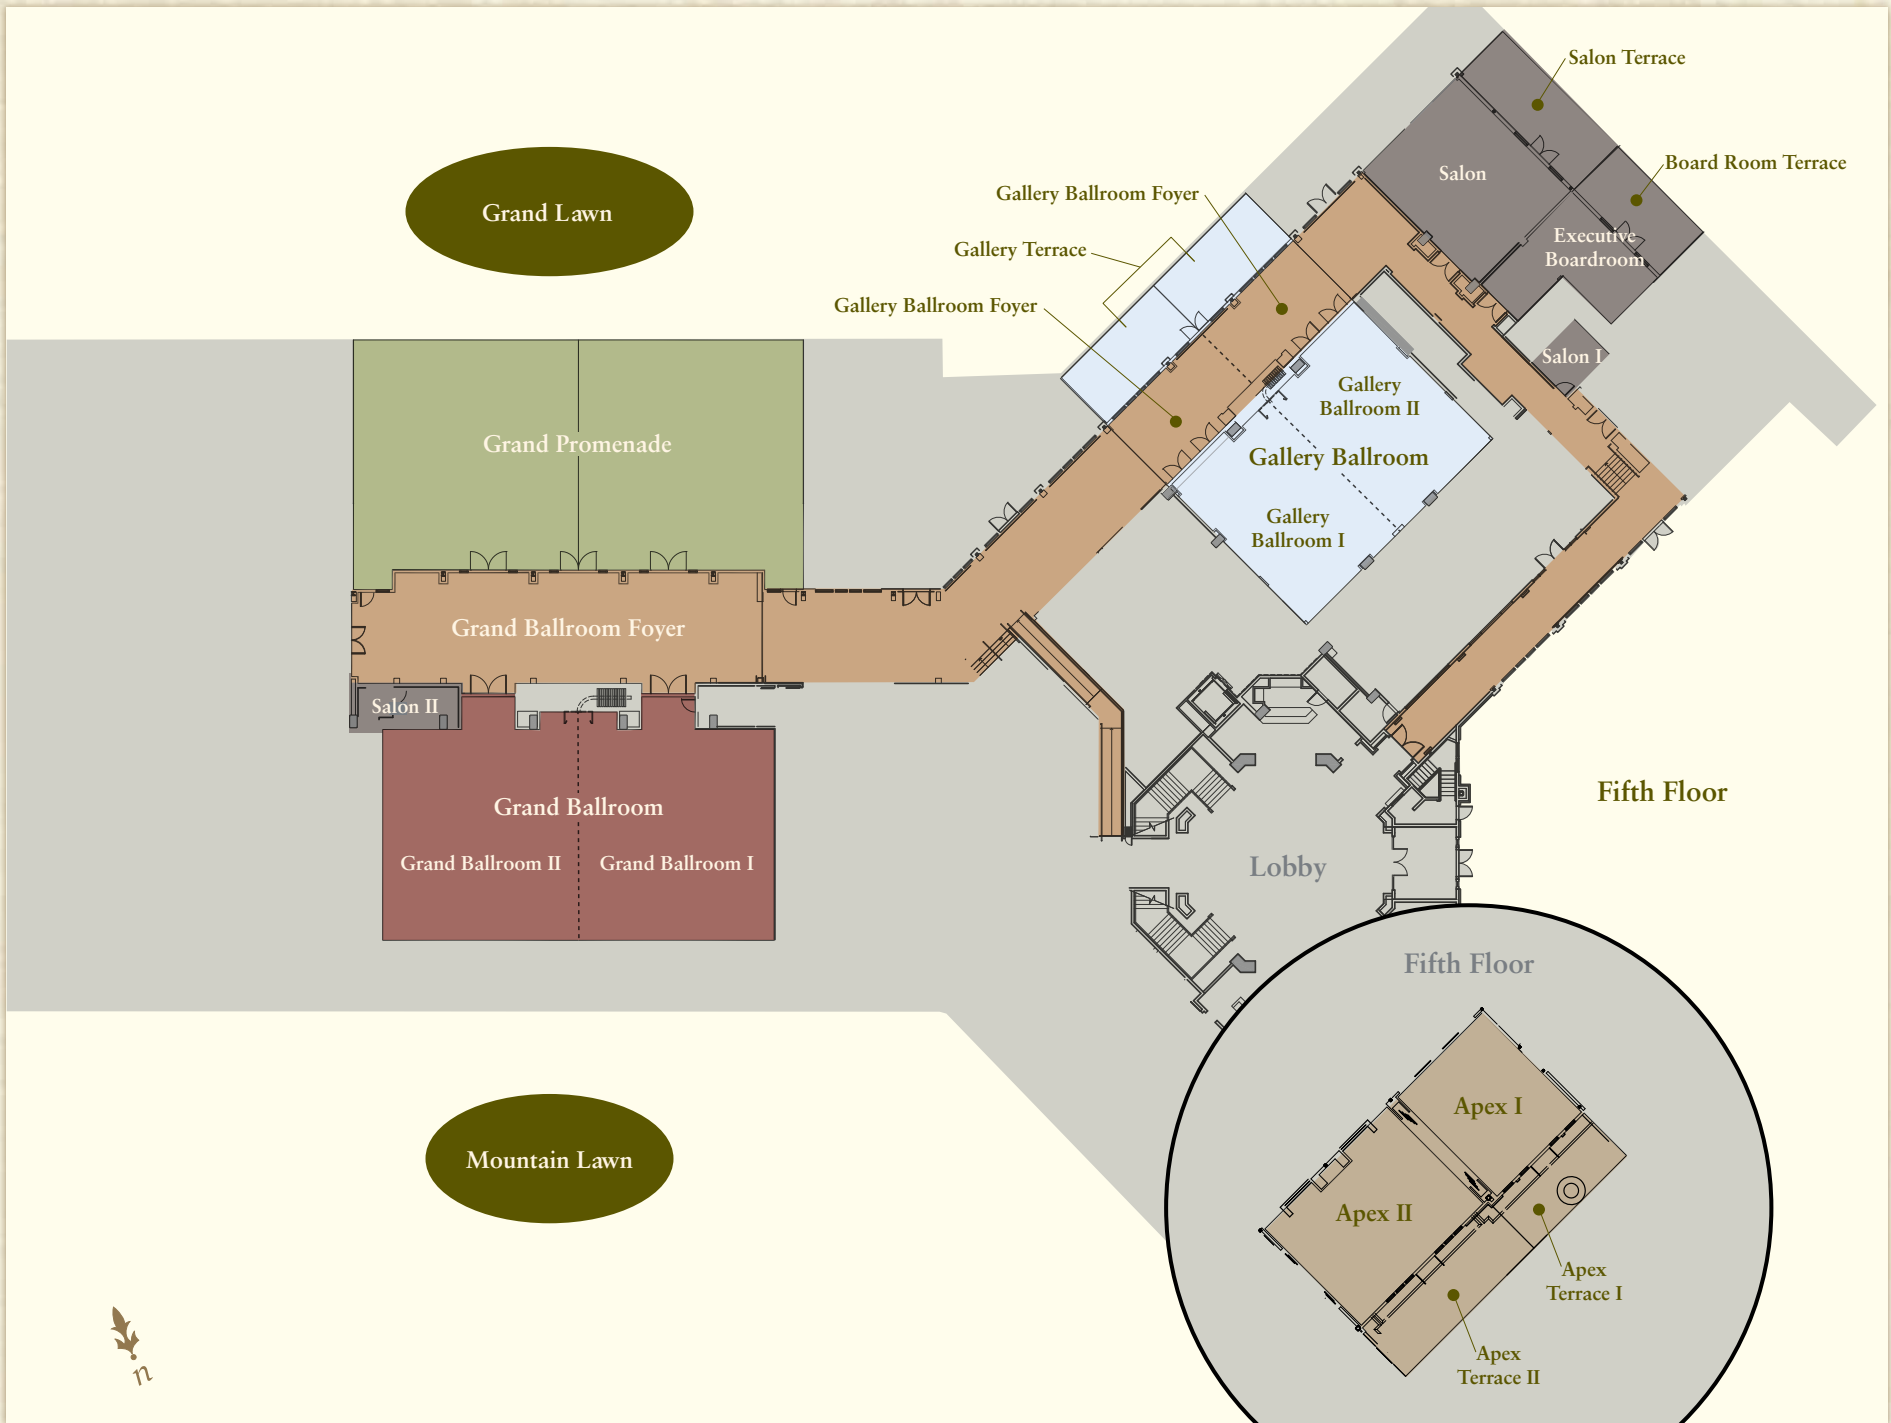 Salon Terrace
Board Room Terrace
Salon
Gallery Ballroom Foyer
Grand Lawn
Executive
Boardroom
Gallery Terrace
Gallery Ballroom Foyer
Salon I
Gallery
Ballroom II
Grand Promenade
Gallery Ballroom
Gallery
Ballroom I
Grand Ballroom Foyer
Salon II
Fifth Floor
Grand Ballroom
Grand Ballroom II
Grand Ballroom I
Lobby
Fifth Floor
Apex I
Mountain Lawn
Apex II
Apex
Terrace I
Apex
Terrace II
n